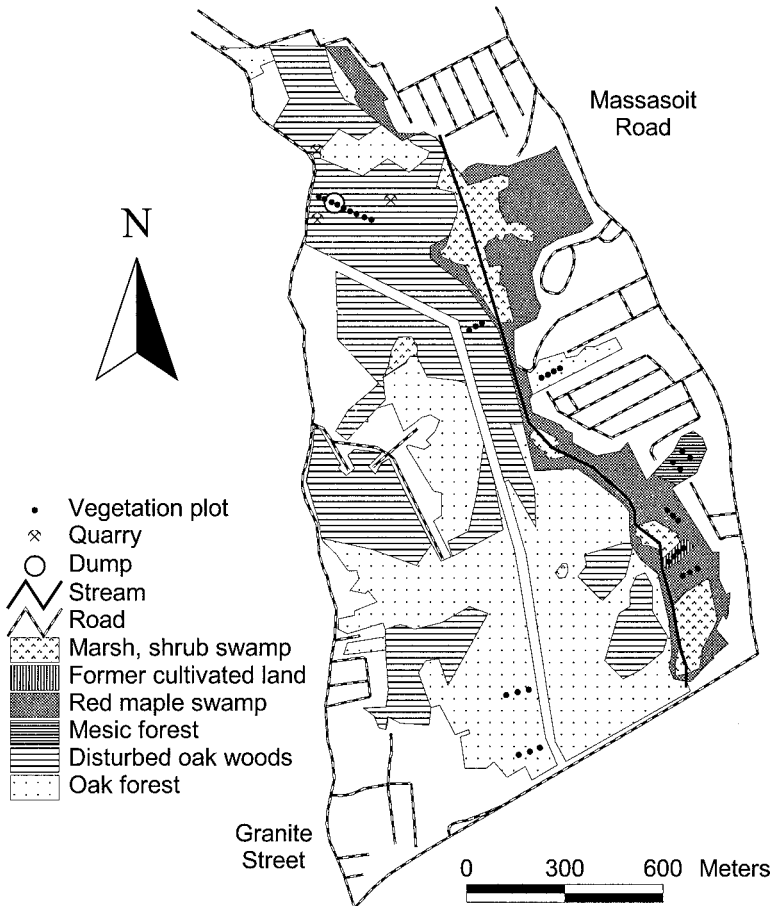 Massasoit
Road
N
Vegetation plot
Quarry
Dump
Stream
Road
Marsh, shrub swamp
Former cultivated land
Red maple swamp
Mesic forest
Disturbed oak woods
Oak forest
Granite
Street
0 300 600 Meters